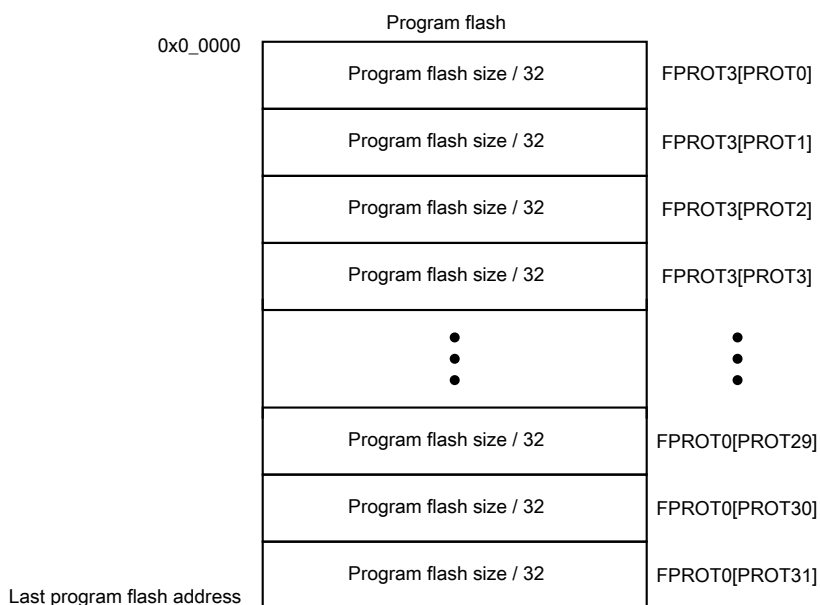 Program flash
0x0_0000
Program flash size / 32 FPROT3[PROT0]
Program flash size / 32 FPROT3[PROT1]
Program flash size / 32 FPROT3[PROT2]
Program flash size / 32 FPROT3[PROT3]
Program flash size / 32 FPROT0[PROT29]
Program flash size / 32 FPROT0[PROT30]
Program flash size / 32 FPROT0[PROT31]
Last program flash address